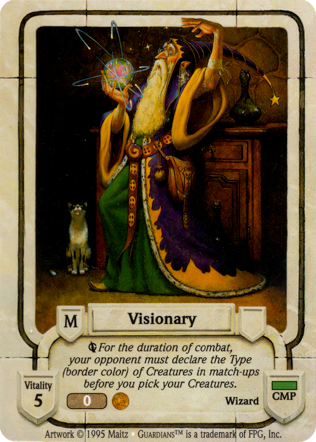 M
Visionary
For the duration of combat,
your opponent must declare the Type
(border color) of Creatures in match-ups
before you pick your Creatures.
Vitality
5
0
Wizard
CMP
Artwork © 1995 Maitz • GUARDIANS™ is a trademark of FPG, Inc.